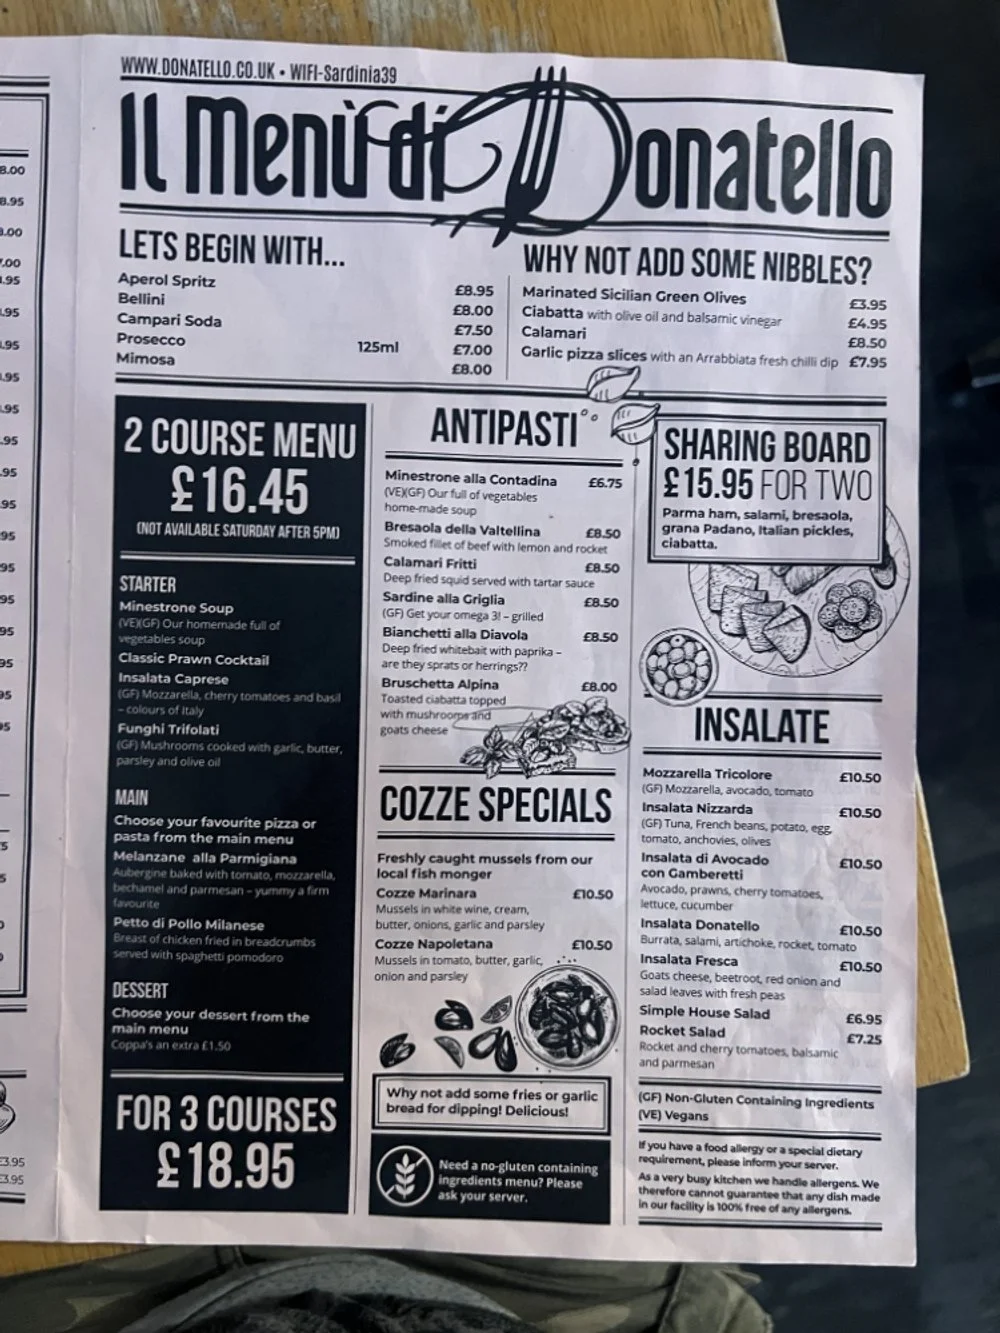 WWW.DONATELLO.CO.UK • WIFI-Sardinia39
IL Menù di Donatello
LETS BEGIN WITH...
Aperol Spritz £8.95
Bellini £8.00
Campari Soda £7.50
Prosecco 125ml £7.00
Mimosa £8.00
WHY NOT ADD SOME NIBBLES?
Marinated Sicilian Green Olives £3.95
Ciabatta with olive oil and balsamic vinegar £4.95
Calamari £8.50
Garlic pizza slices with an Arrabbiata fresh chilli dip £7.95
2 COURSE MENU
£16.45
(NOT AVAILABLE SATURDAY AFTER 5PM)
STARTER
Minestrone Soup
(VE)(GF) Our homemade full of
vegetables soup
Classic Prawn Cocktail
Insalata Caprese
(GF) Mozzarella, cherry tomatoes and basil
– colours of Italy
Funghi Trifolati
(GF) Mushrooms cooked with garlic, butter,
parsley and olive oil
MAIN
Choose your favourite pizza or
pasta from the main menu
Melanzane alla Parmigiana
Aubergine baked with tomato, mozzarella,
bechamel and parmesan – yummy a firm
favourite
Petto di Pollo Milanese
Breast of chicken fried in breadcrumbs
served with spaghetti pomodoro
DESSERT
Choose your dessert from the
main menu
Coppa's an extra £1.50
FOR 3 COURSES
£18.95
ANTIPASTI
Minestrone alla Contadina £6.75
(VE)(GF) Our full of vegetables
home-made soup
Bresaola della Valtellina £8.50
Smoked fillet of beef with lemon and rocket
Calamari Fritti £8.50
Deep fried squid served with tartar sauce
Sardine alla Griglia £8.50
(GF) Get your omega 3! – grilled
Bianchetti alla Diavola £8.50
Deep fried whitebait with paprika –
are they sprats or herrings??
Bruschetta Alpina £8.00
Toasted ciabatta topped
with mushrooms and
goats cheese
COZZE SPECIALS
Freshly caught mussels from our
local fish monger
Cozze Marinara £10.50
Mussels in white wine, cream,
butter, onions, garlic and parsley
Cozze Napoletana £10.50
Mussels in tomato, butter, garlic,
onion and parsley
Why not add some fries or garlic
bread for dipping! Delicious!
Need a no-gluten containing
ingredients menu? Please
ask your server.
SHARING BOARD
£15.95 FOR TWO
Parma ham, salami, bresaola,
grana Padano, Italian pickles,
ciabatta.
INSALATE
Mozzarella Tricolore £10.50
(GF) Mozzarella, avocado, tomato
Insalata Nizzarda £10.50
(GF) Tuna, French beans, potato, egg,
tomato, anchovies, olives
Insalata di Avocado £10.50
con Gamberetti
Avocado, prawns, cherry tomatoes,
lettuce, cucumber
Insalata Donatello £10.50
Burrata, salami, artichoke, rocket, tomato
Insalata Fresca £10.50
Goats cheese, beetroot, red onion and
salad leaves with fresh peas
Simple House Salad £6.95
Rocket Salad £7.25
Rocket and cherry tomatoes, balsamic
and parmesan
(GF) Non-Gluten Containing Ingredients
(VE) Vegans
If you have a food allergy or a special dietary
requirement, please inform your server.
As a very busy kitchen we handle allergens. We
therefore cannot guarantee that any dish made
in our facility is 100% free of any allergens.